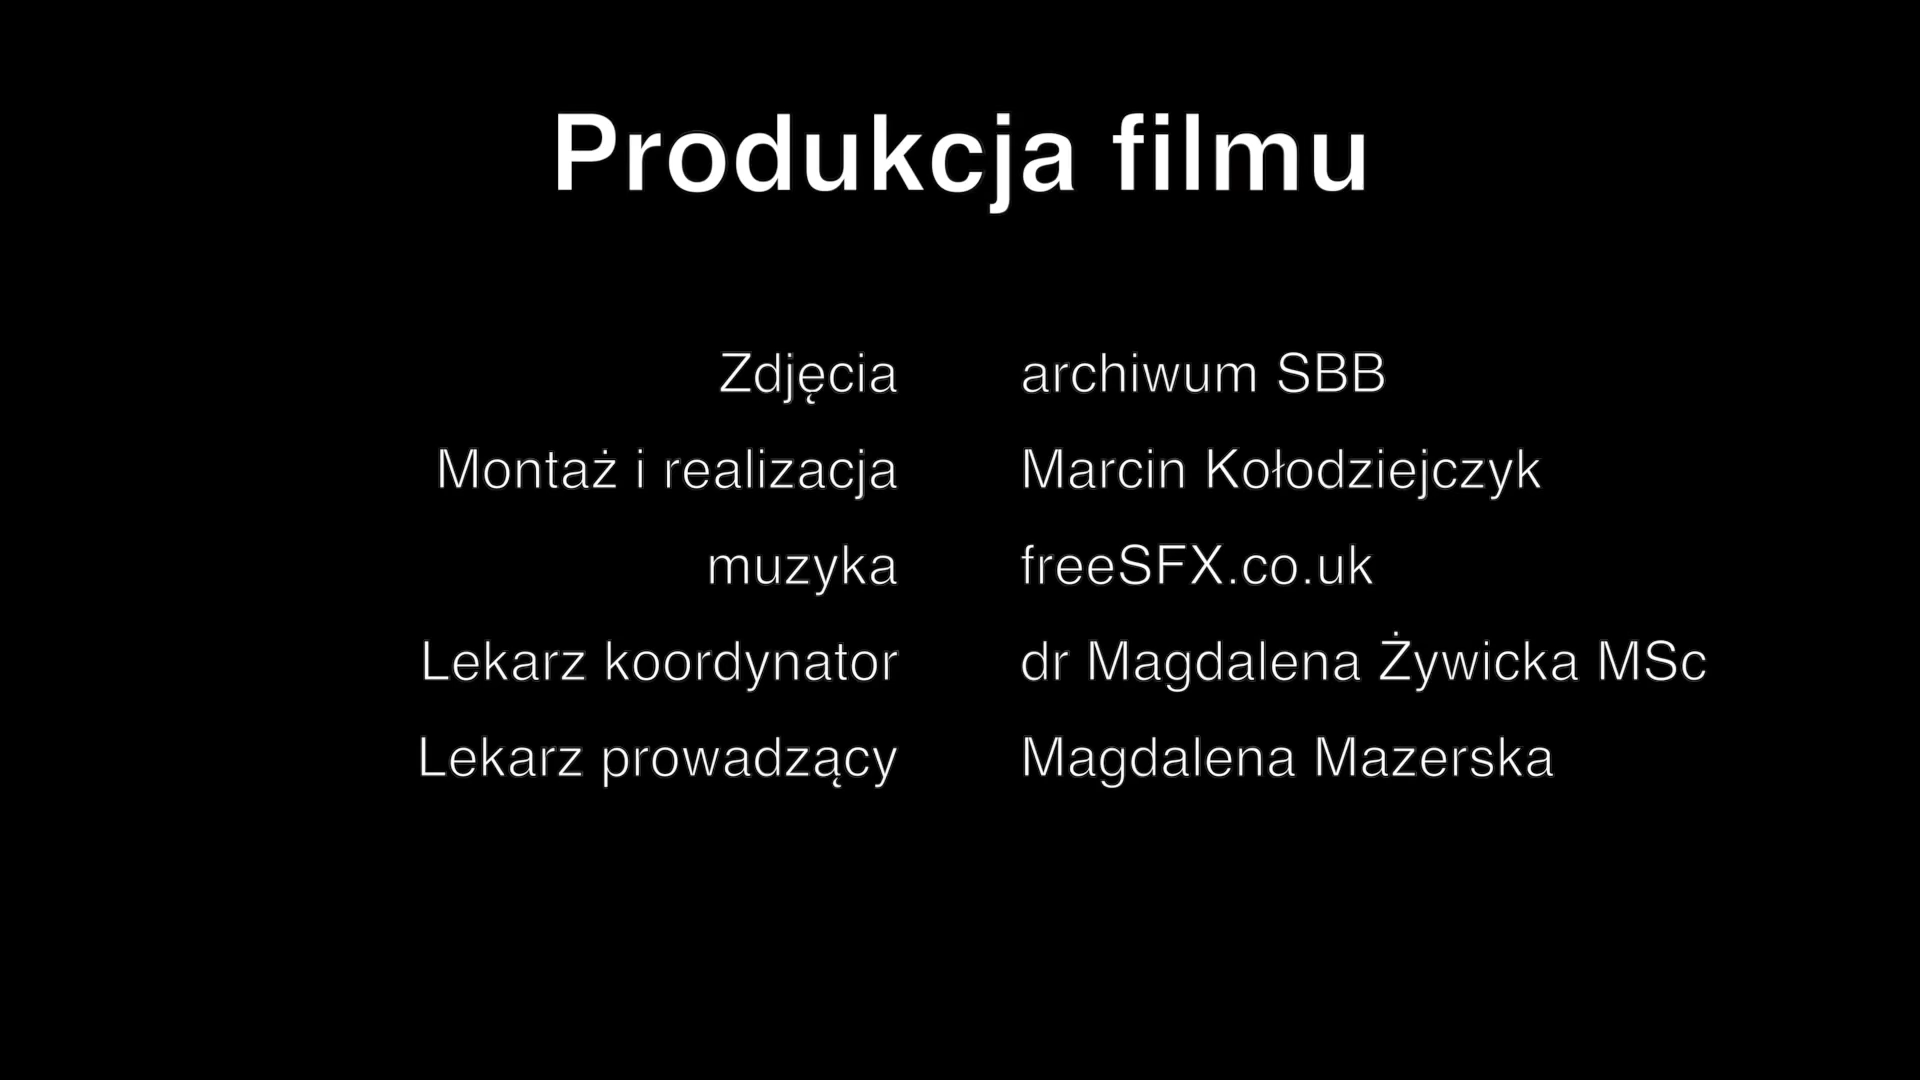 Produkcja filmu
Zdjęcia archiwum SBB
Montaż i realizacja Marcin Kołodziejczyk
muzyka freeSFX.co.uk
Lekarz koordynator dr Magdalena Żywicka MSc
Lekarz prowadzący Magdalena Mazerska